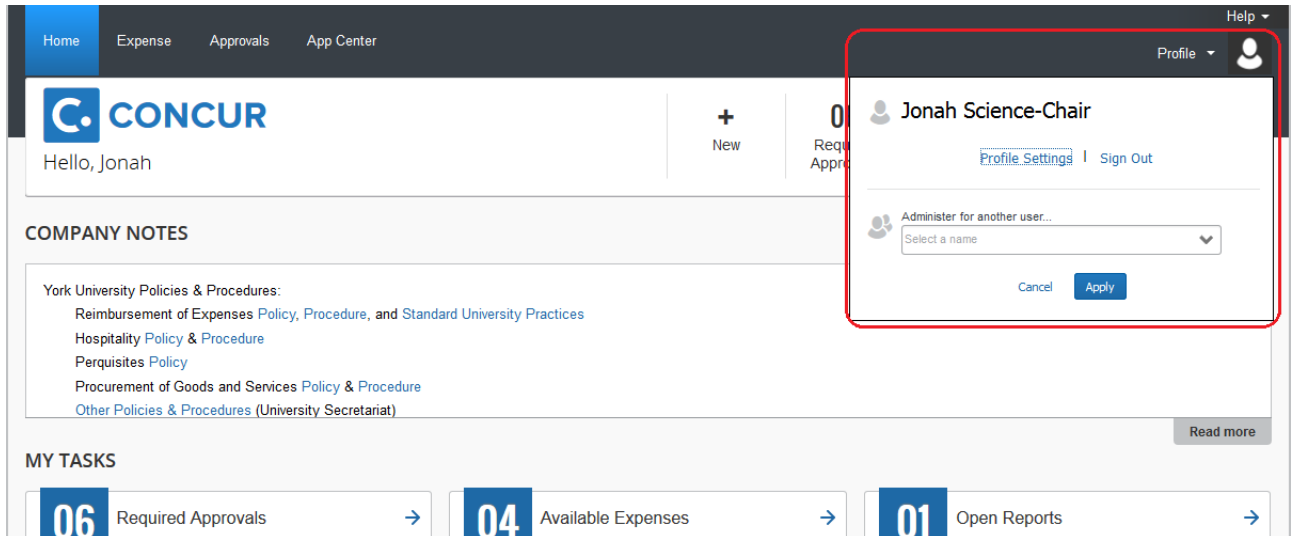 Help
Home Expense Approvals App Center
Profile
C. CONCUR
Hello, Jonah
+
New
Jonah Science-Chair
Profile Settings | Sign Out
Administer for another user...
Select a name
Cancel Apply
COMPANY NOTES
York University Policies & Procedures:
Reimbursement of Expenses Policy, Procedure, and Standard University Practices
Hospitality Policy & Procedure
Perquisites Policy
Procurement of Goods and Services Policy & Procedure
Other Policies & Procedures (University Secretariat)
Read more
MY TASKS
06 Required Approvals →
04 Available Expenses →
01 Open Reports →